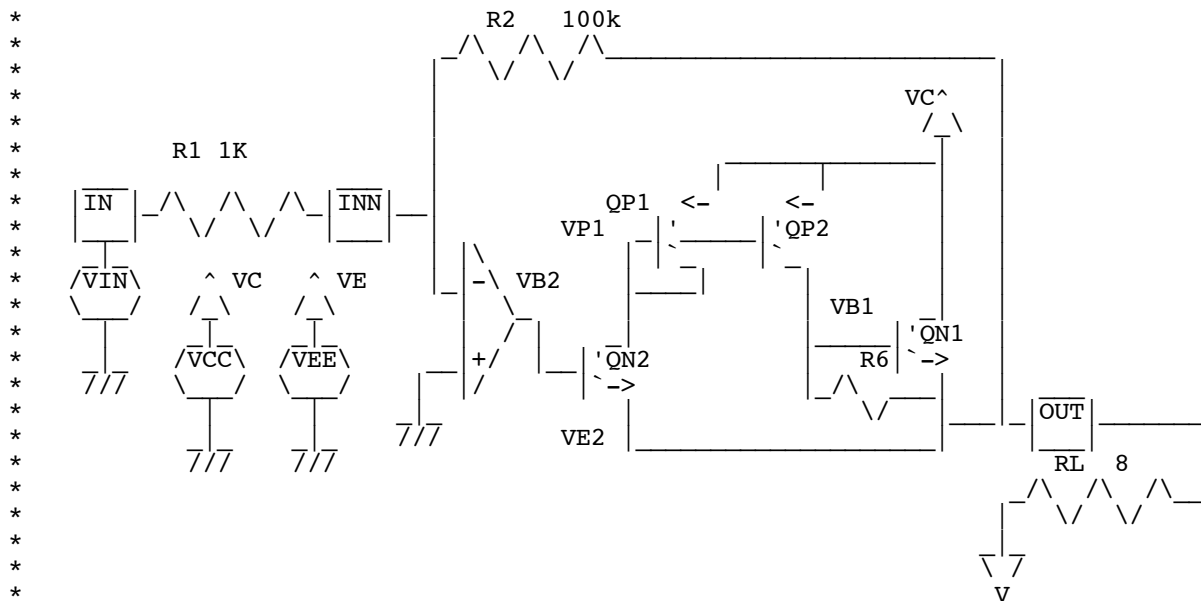 R2 100k
VC^
R1 1K
IN INN QP1 <- <-
VP1 QP2
VIN ^ VC ^ VE - VB2
VB1
VCC VEE + QN2 R6 QN1
OUT
VE2
RL 8
V